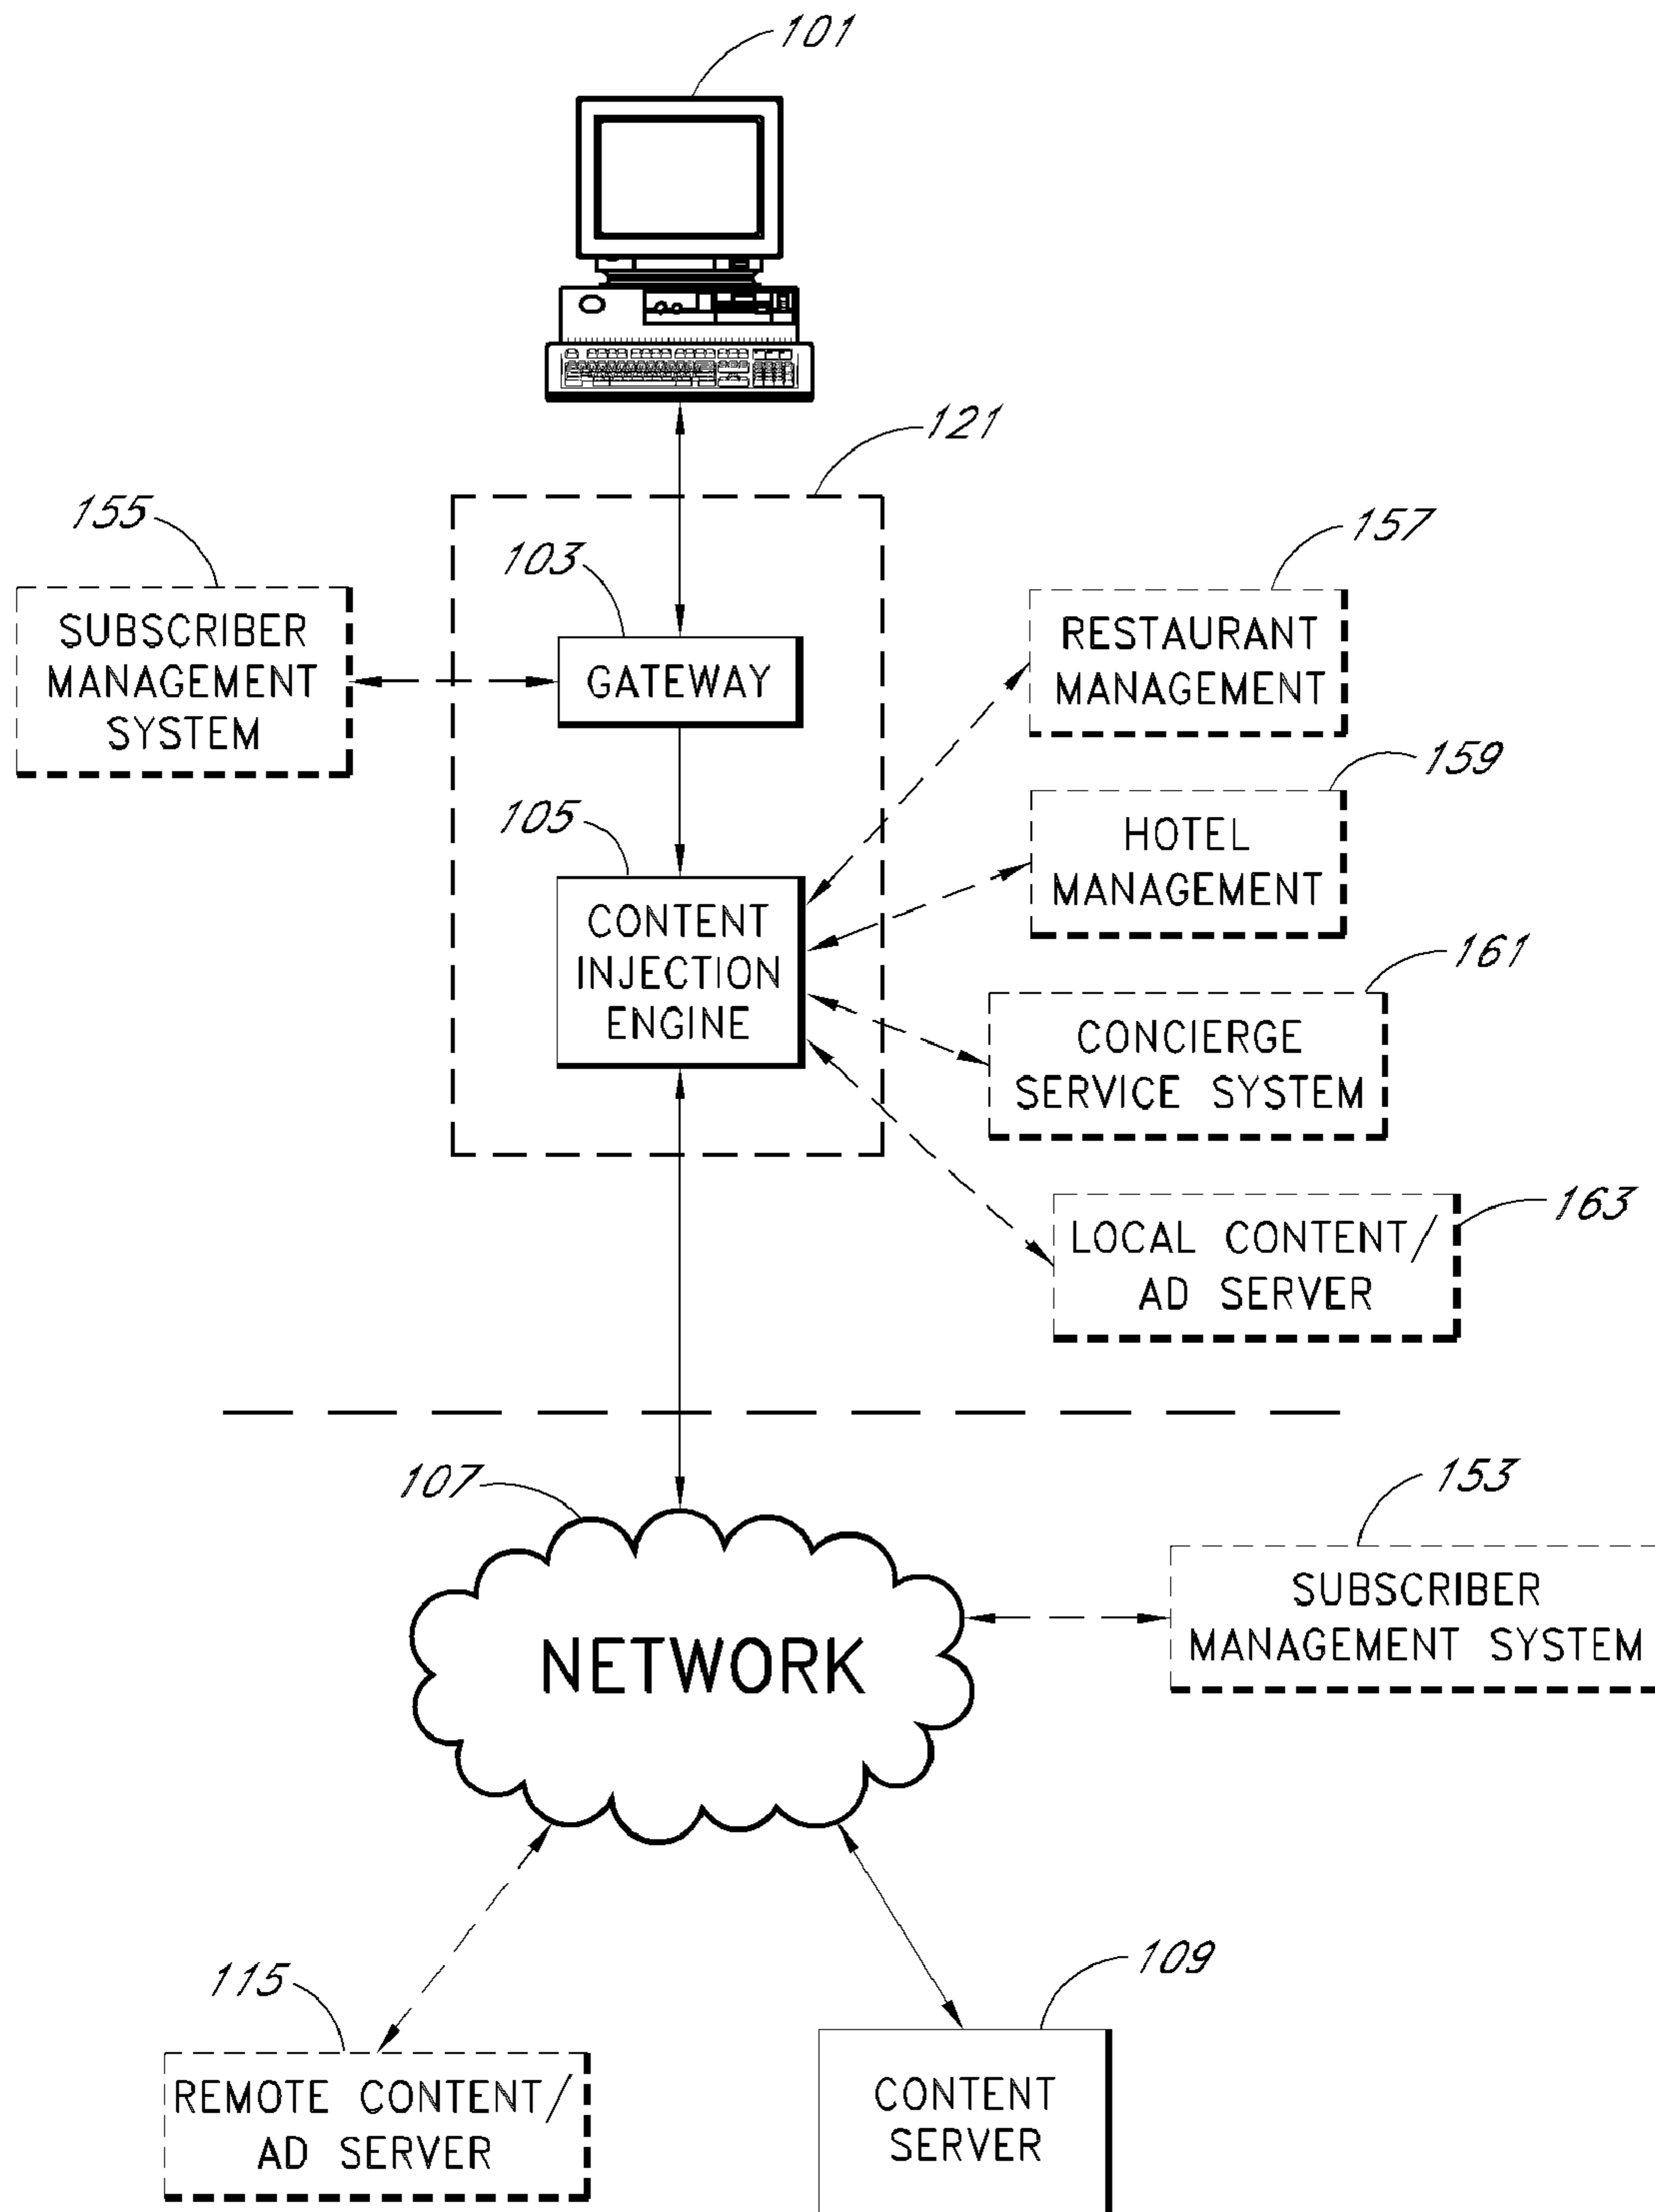 101
121
155
157
103
SUBSCRIBER
MANAGEMENT
SYSTEM
GATEWAY
RESTAURANT
MANAGEMENT
159
105
HOTEL
MANAGEMENT
CONTENT
INJECTION
ENGINE
161
CONCIERGE
SERVICE SYSTEM
163
LOCAL CONTENT/
AD SERVER
107
153
NETWORK
SUBSCRIBER
MANAGEMENT SYSTEM
115
109
REMOTE CONTENT/
AD SERVER
CONTENT
SERVER